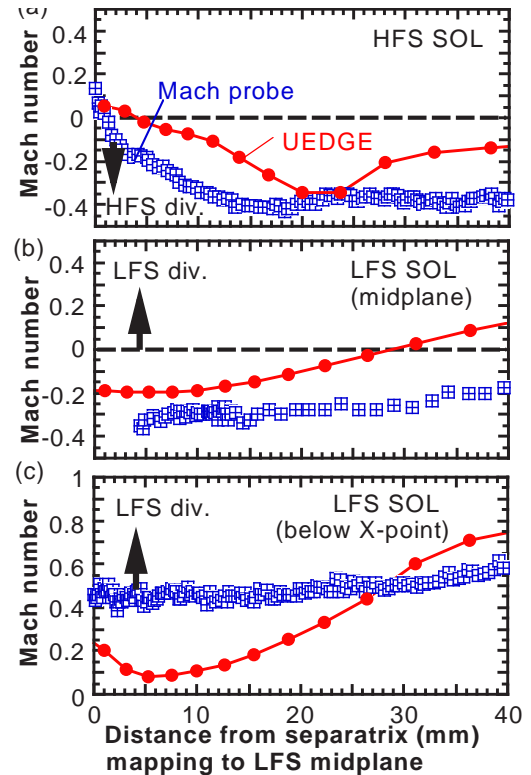 (a)
HFS SOL
0.4
0.2
0
-0.2
-0.4
Mach number
Mach probe
UEDGE
HFS div.
(b)
LFS div.
LFS SOL
(midplane)
0.4
0.2
0
-0.2
-0.4
Mach number
(c)
LFS div.
LFS SOL
(below X-point)
1
0.8
0.6
0.4
0.2
0
Mach number
0 10 20 30 40
Distance from separatrix (mm)
mapping to LFS midplane